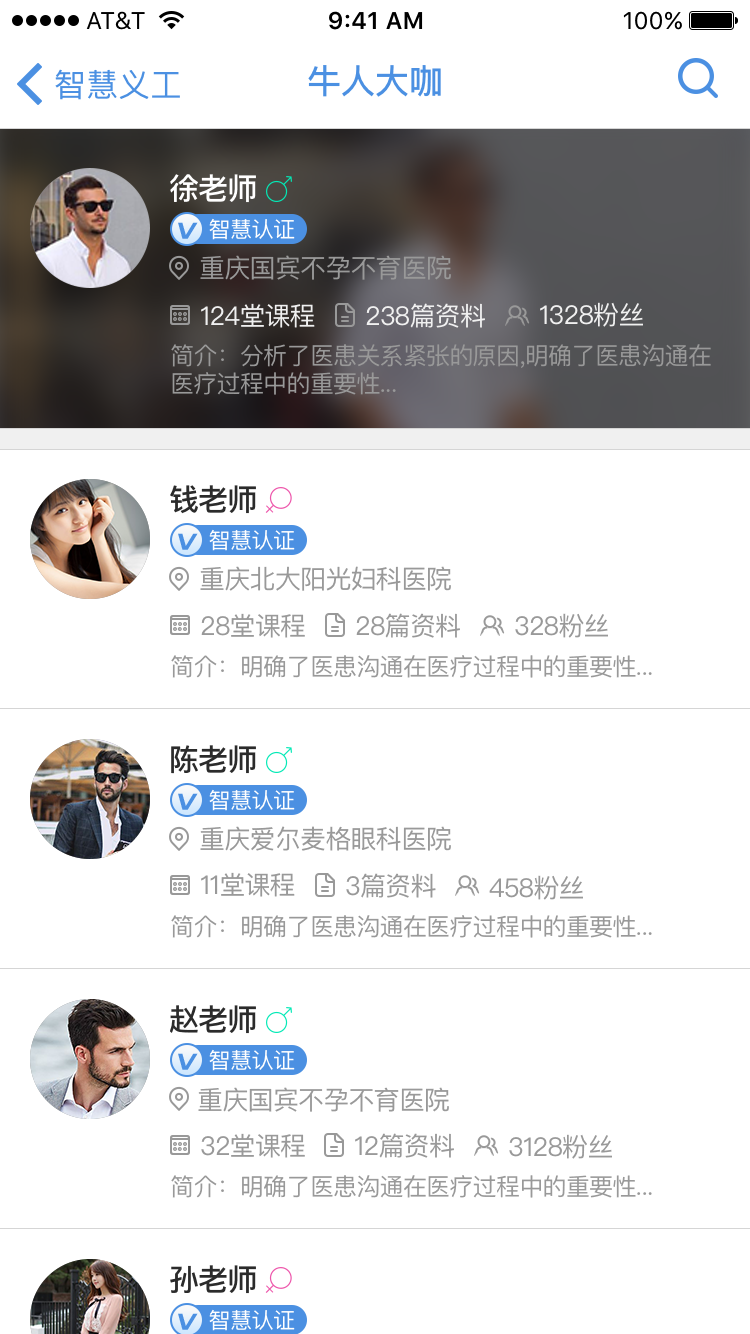 AT&T 9:41 AM 100%
智慧义工 牛人大咖
徐老师
V 智慧认证
重庆国宾不孕不育医院
124堂课程 238篇资料 1328粉丝
简介：分析了医患关系紧张的原因,明确了医患沟通在
医疗过程中的重要性...
钱老师
V 智慧认证
重庆北大阳光妇科医院
28堂课程 28篇资料 328粉丝
简介：明确了医患沟通在医疗过程中的重要性...
陈老师
V 智慧认证
重庆爱尔麦格眼科医院
11堂课程 3篇资料 458粉丝
简介：明确了医患沟通在医疗过程中的重要性...
赵老师
V 智慧认证
重庆国宾不孕不育医院
32堂课程 12篇资料 3128粉丝
简介：明确了医患沟通在医疗过程中的重要性...
孙老师
V 智慧认证